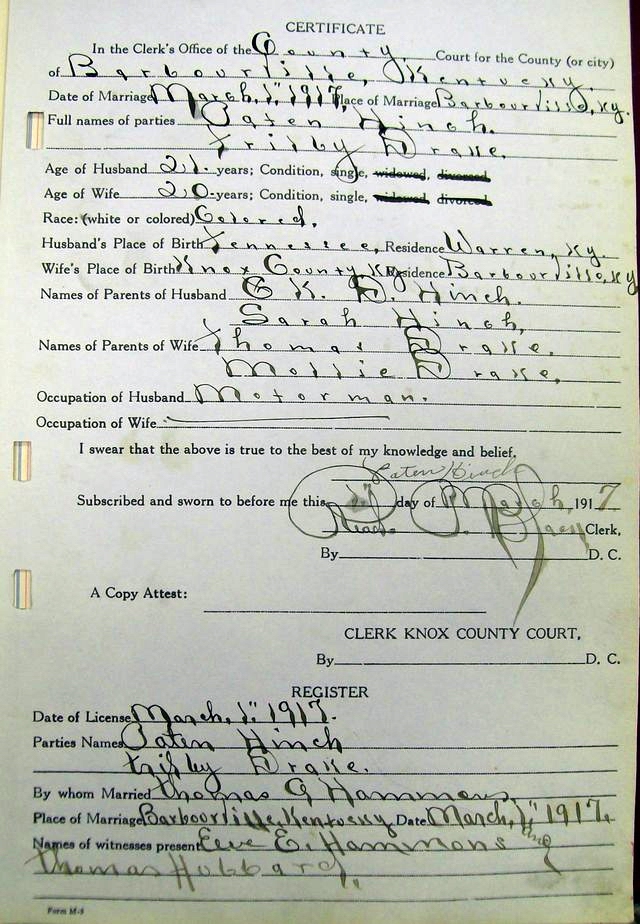 CERTIFICATE
In the Clerk's Office of the County Court for the County (or city)
of Barbourville, Kentucky.
Date of Marriage March, 1" 1917, Place of Marriage Barbourville, Ky.
Full names of parties Oaten Hinch.
Trilby Drake.
Age of Husband 21. years; Condition, single, widowed, divorced
Age of Wife 20- years; Condition, single, widowed, divorced
Race: (white or colored) Colored.
Husband's Place of Birth Tennessee, Residence Warren, Ky.
Wife's Place of Birth Knox County, Ky Residence Barbourville, Ky
Names of Parents of Husband K. D. Hinch.
Sarah Hinch,
Names of Parents of Wife Thomas Drake.
Mollie Drake,
Occupation of Husband Motorman.
Occupation of Wife
I swear that the above is true to the best of my knowledge and belief.
Oaten Hinch
Subscribed and sworn to before me this day of March, 1917
Read P. Black Clerk,
By D. C.
A Copy Attest:
CLERK KNOX COUNTY COURT,
By D. C.
REGISTER
Date of License March, 1" 1917.
Parties Names Oaten Hinch
Trilby Drake.
By whom Married Thomas G Hammons,
Place of Marriage Barbourville, Kentucky Date March, 1" 1917.
Names of witnesses present E. Hammons and
Thomas Hubbard,
Form M-5